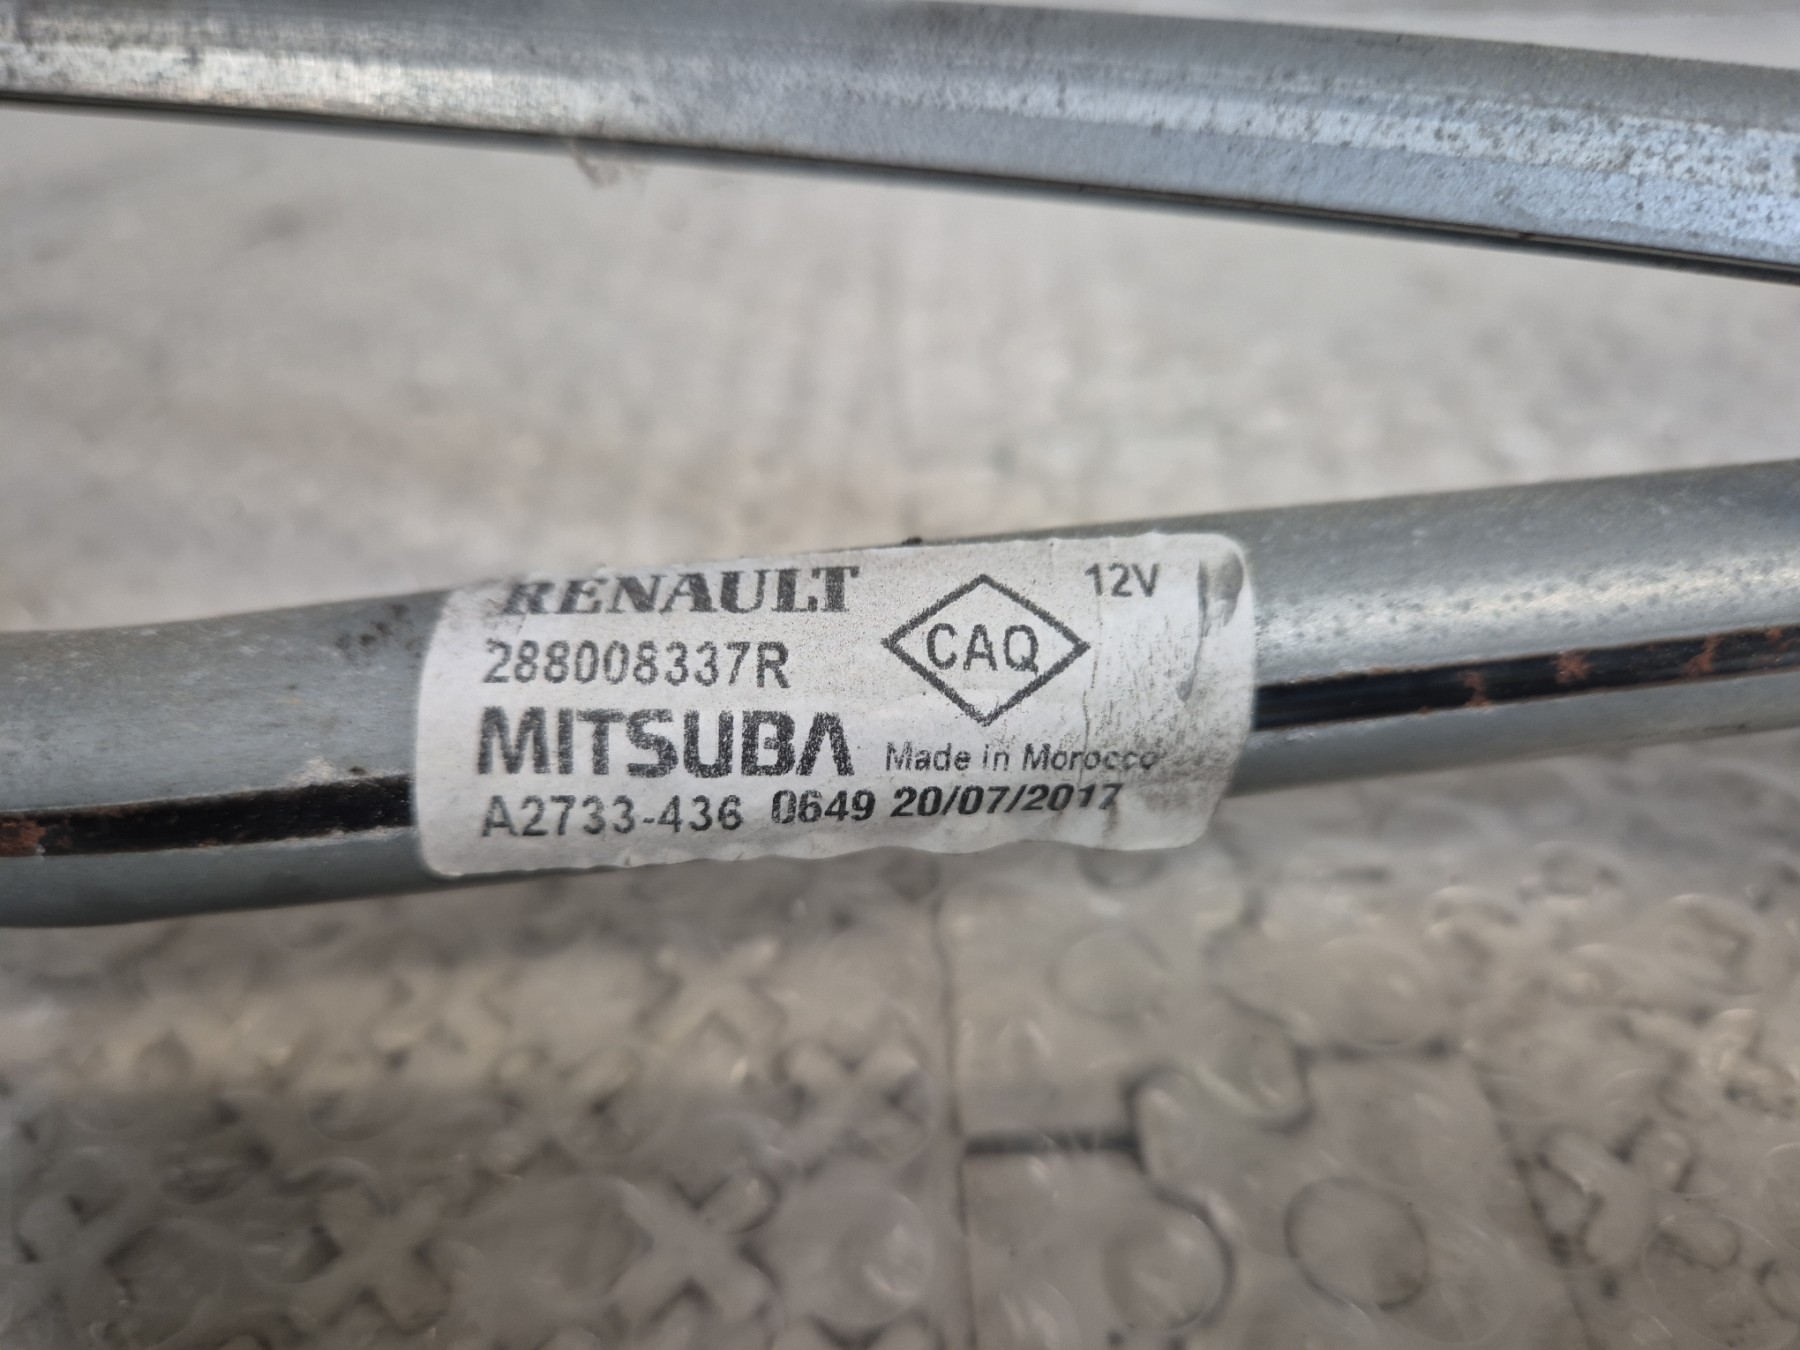 RENAULT
12V
288008337R
CAQ
MITSUBA
Made in Morocco
A2733-436 0649 20/07/2017